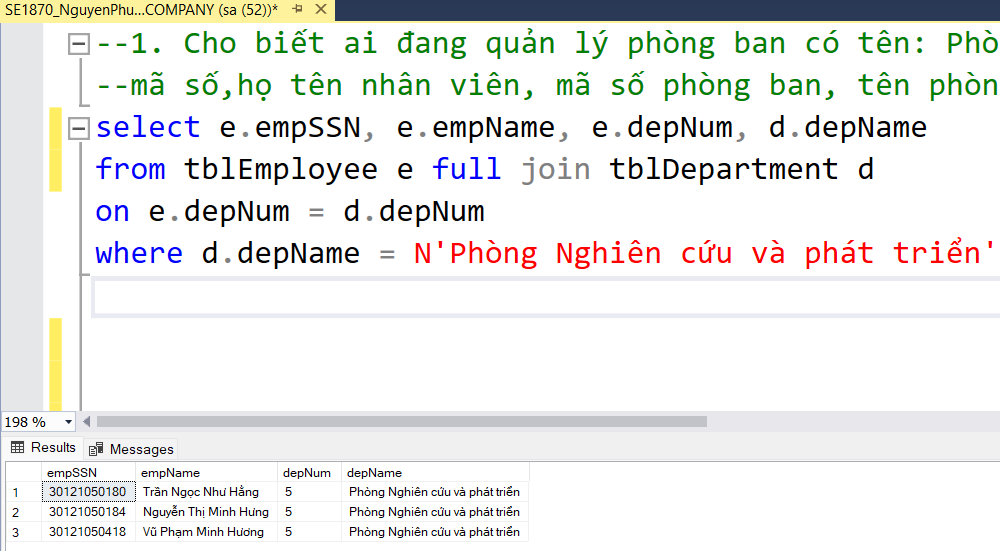 SE1870_NguyenPhu...COMPANY (sa (52))*
--1. Cho biết ai đang quản lý phòng ban có tên: Phò
--mã số,họ tên nhân viên, mã số phòng ban, tên phòn
select e.empSSN, e.empName, e.depNum, d.depName
from tblEmployee e full join tblDepartment d
on e.depNum = d.depNum
where d.depName = N'Phòng Nghiên cứu và phát triển'
198 %
Results Messages
empSSN empName depNum depName
1 30121050180 Trần Ngọc Như Hằng 5 Phòng Nghiên cứu và phát triển
2 30121050184 Nguyễn Thị Minh Hưng 5 Phòng Nghiên cứu và phát triển
3 30121050418 Vũ Phạm Minh Hương 5 Phòng Nghiên cứu và phát triển